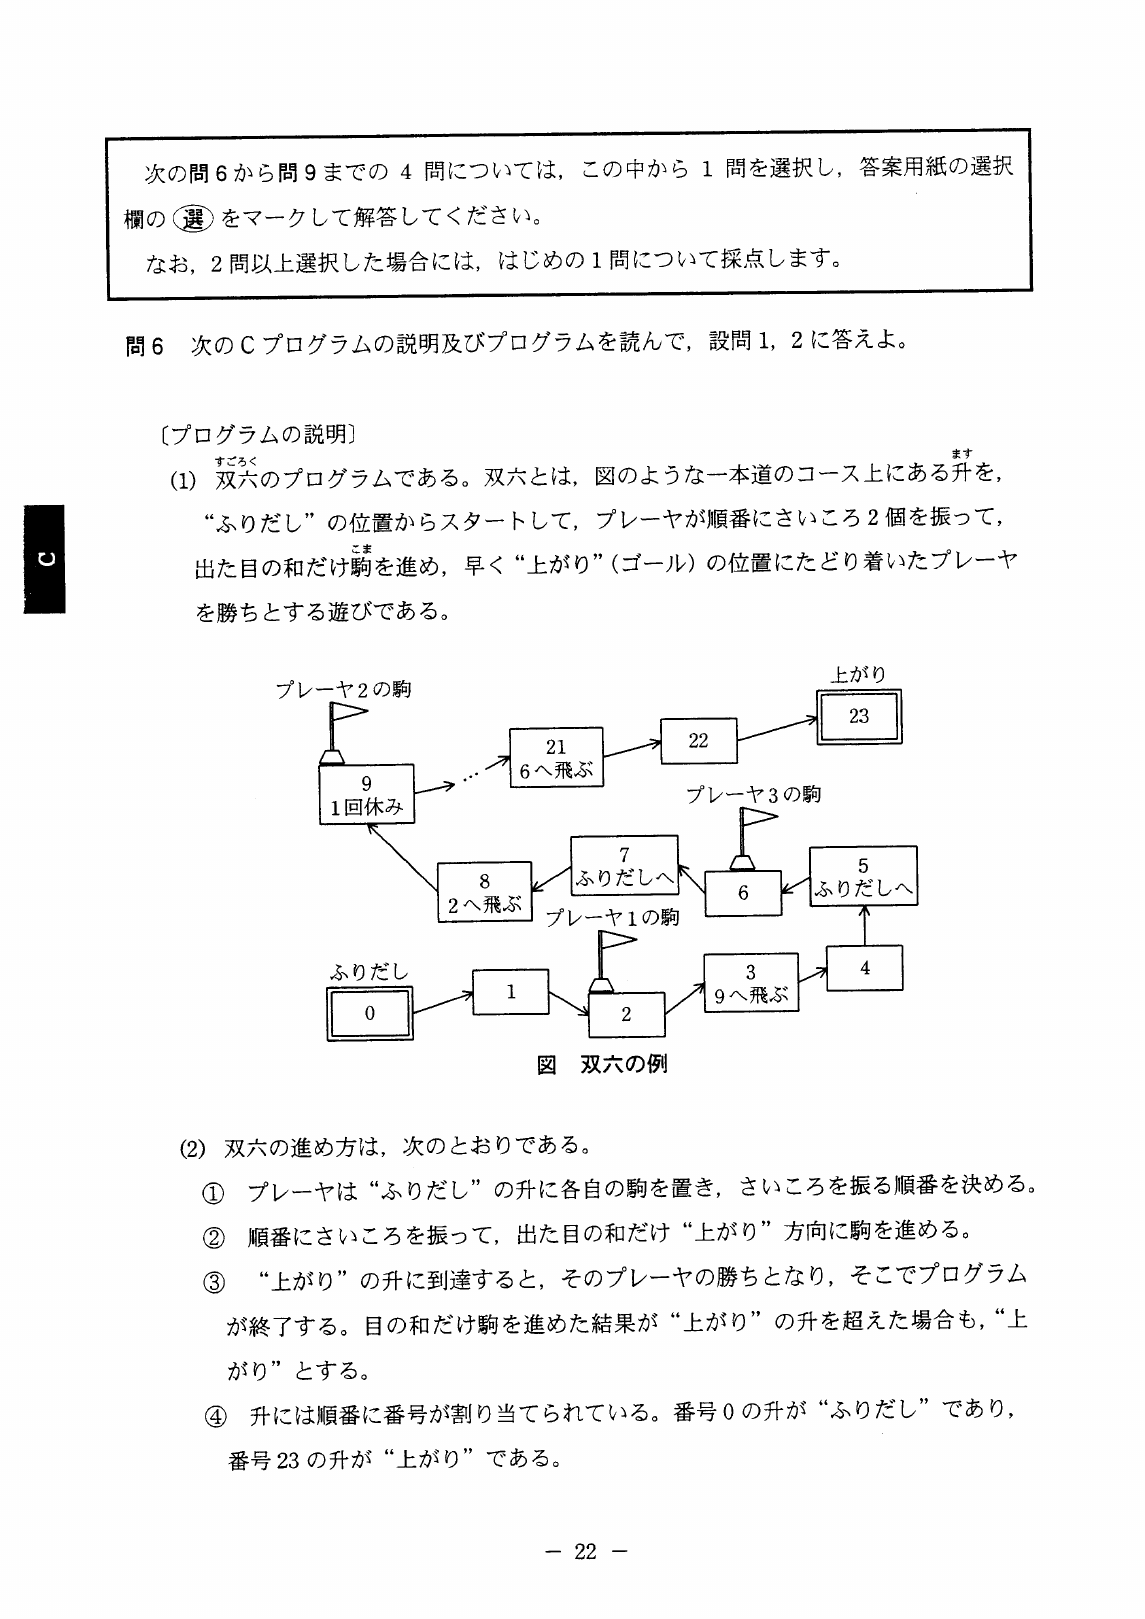 次の問6から問9までの 4 問については，この中から 1 問を選択し，答案用紙の選択
欄の㊟選をマークして解答してください。
なお，2問以上選択した場合には，はじめの1問について採点します。
問6 次のCプログラムの説明及びプログラムを読んで，設問1，2に答えよ。
〔プログラムの説明〕
すごろく
ます
(1) 双六のプログラムである。双六とは，図のような一本道のコース上にある升を，
“ふりだし”の位置からスタートして，プレーヤが順番にさいころ2個を振って，
こま
出た目の和だけ駒を進め，早く“上がり”(ゴール) の位置にたどり着いたプレーヤ
を勝ちとする遊びである。
C
上がり
プレーヤ2の駒
23
22
21
6へ飛ぶ
9
1回休み
…
プレーヤ3の駒
7
ふりだしへ
5
ふりだしへ
8
2へ飛ぶ
6
プレーヤ1の駒
ふりだし
3
9へ飛ぶ
4
1
0
2
図 双六の例
(2) 双六の進め方は，次のとおりである。
① プレーヤは“ふりだし”の升に各自の駒を置き，さいころを振る順番を決める。
② 順番にさいころを振って，出た目の和だけ“上がり”方向に駒を進める。
③ “上がり”の升に到達すると，そのプレーヤの勝ちとなり，そこでプログラム
が終了する。目の和だけ駒を進めた結果が“上がり”の升を超えた場合も，“上
がり”とする。
④ 升には順番に番号が割り当てられている。番号0の升が“ふりだし”であり，
番号23の升が“上がり”である。
－ 22 －